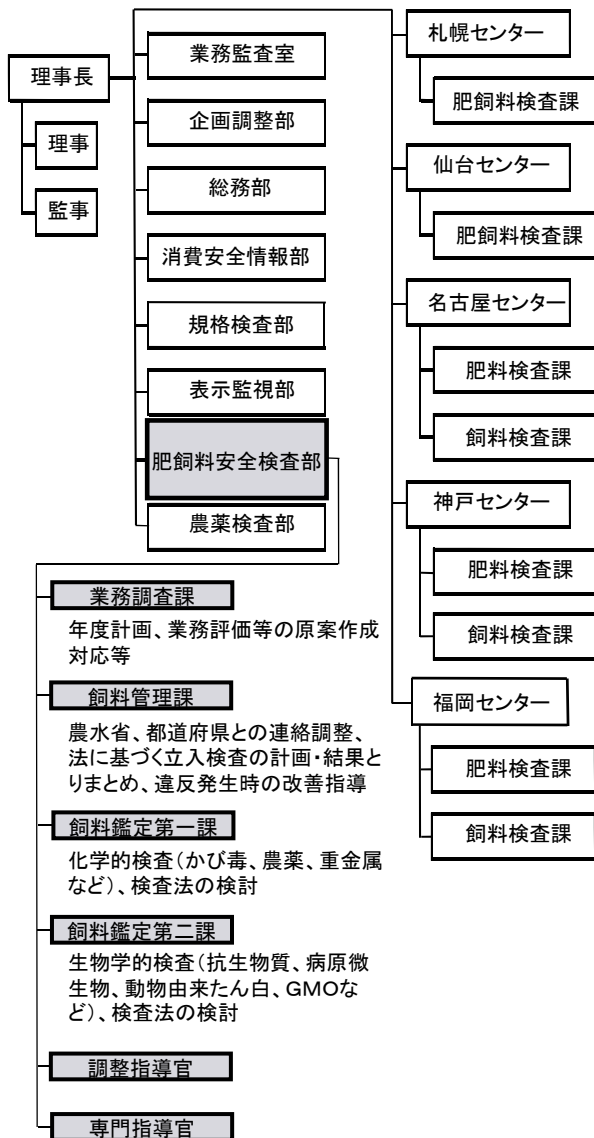 理事長
理事
監事
業務監査室
企画調整部
総務部
消費安全情報部
規格検査部
表示監視部
肥飼料安全検査部
農薬検査部
業務調査課
年度計画、業務評価等の原案作成
対応等
飼料管理課
農水省、都道府県との連絡調整、
法に基づく立入検査の計画・結果と
りまとめ、違反発生時の改善指導
飼料鑑定第一課
化学的検査(かび毒、農薬、重金属
など)、検査法の検討
飼料鑑定第二課
生物学的検査(抗生物質、病原微
生物、動物由来たん白、GMOな
ど)、検査法の検討
調整指導官
専門指導官
札幌センター
肥飼料検査課
仙台センター
肥飼料検査課
名古屋センター
肥料検査課
飼料検査課
神戸センター
肥料検査課
飼料検査課
福岡センター
肥料検査課
飼料検査課